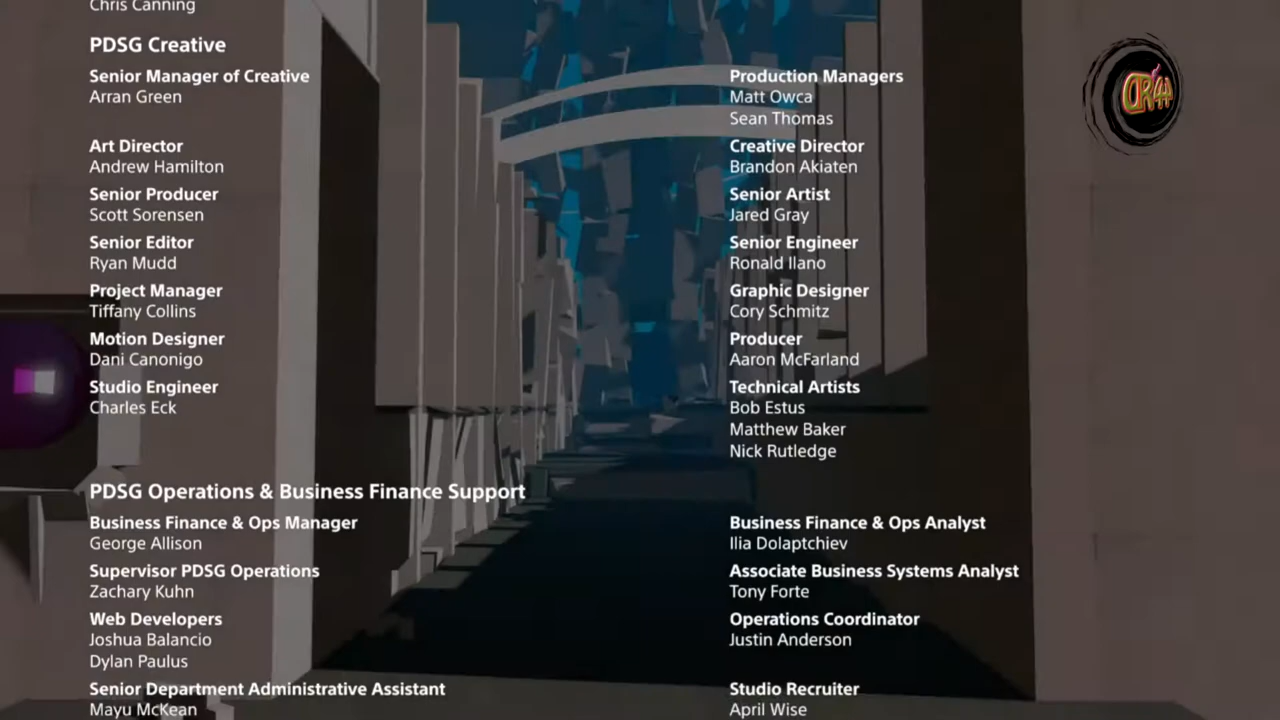 Chris Canning
PDSG Creative
Senior Manager of Creative
Arran Green
Production Managers
Matt Owca
Sean Thomas
Art Director
Andrew Hamilton
Creative Director
Brandon Akiaten
Senior Producer
Scott Sorensen
Senior Artist
Jared Gray
Senior Editor
Ryan Mudd
Senior Engineer
Ronald Ilano
Project Manager
Tiffany Collins
Graphic Designer
Cory Schmitz
Motion Designer
Dani Canonigo
Producer
Aaron McFarland
Studio Engineer
Charles Eck
Technical Artists
Bob Estus
Matthew Baker
Nick Rutledge
PDSG Operations & Business Finance Support
Business Finance & Ops Manager
George Allison
Business Finance & Ops Analyst
Ilia Dolaptchiev
Supervisor PDSG Operations
Zachary Kuhn
Associate Business Systems Analyst
Tony Forte
Web Developers
Joshua Balancio
Dylan Paulus
Operations Coordinator
Justin Anderson
Senior Department Administrative Assistant
Mayu McKean
Studio Recruiter
April Wise